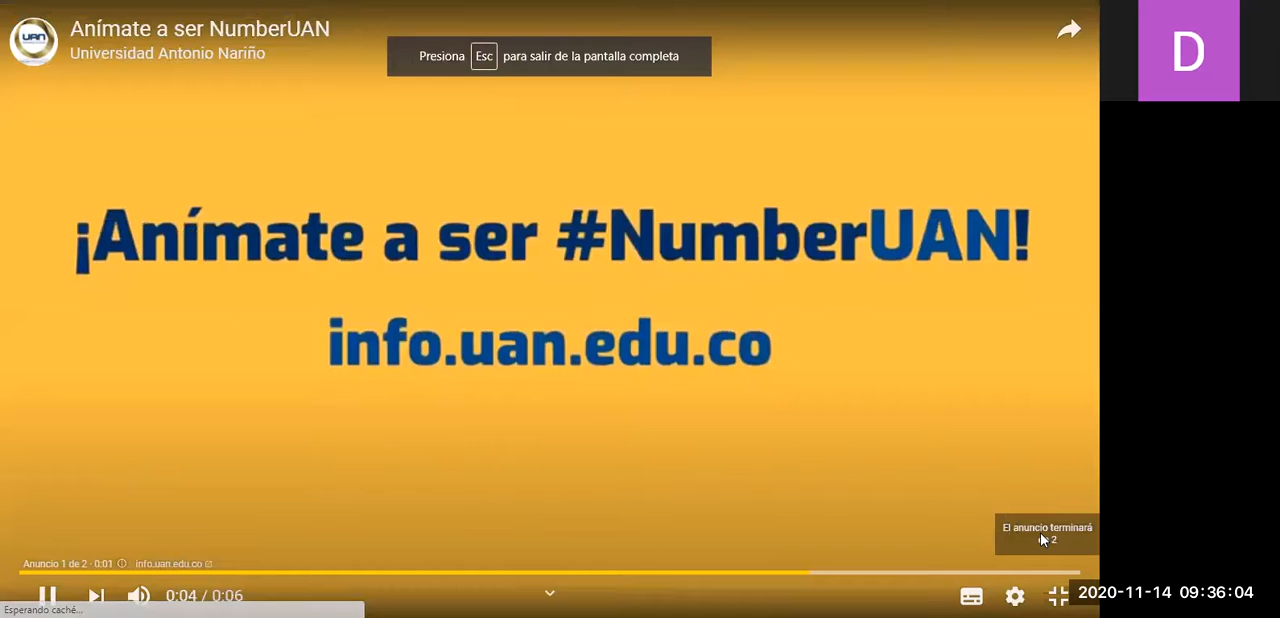 UAN
Anímate a ser NumberUAN
Universidad Antonio Nariño
Presiona Esc para salir de la pantalla completa
D
¡Anímate a ser #NumberUAN!
info.uan.edu.co
El anuncio terminará
2
Anuncio 1 de 2 · 0:01 info.uan.edu.co
0:04 / 0:06
Esperando caché...
2020-11-14 09:36:04